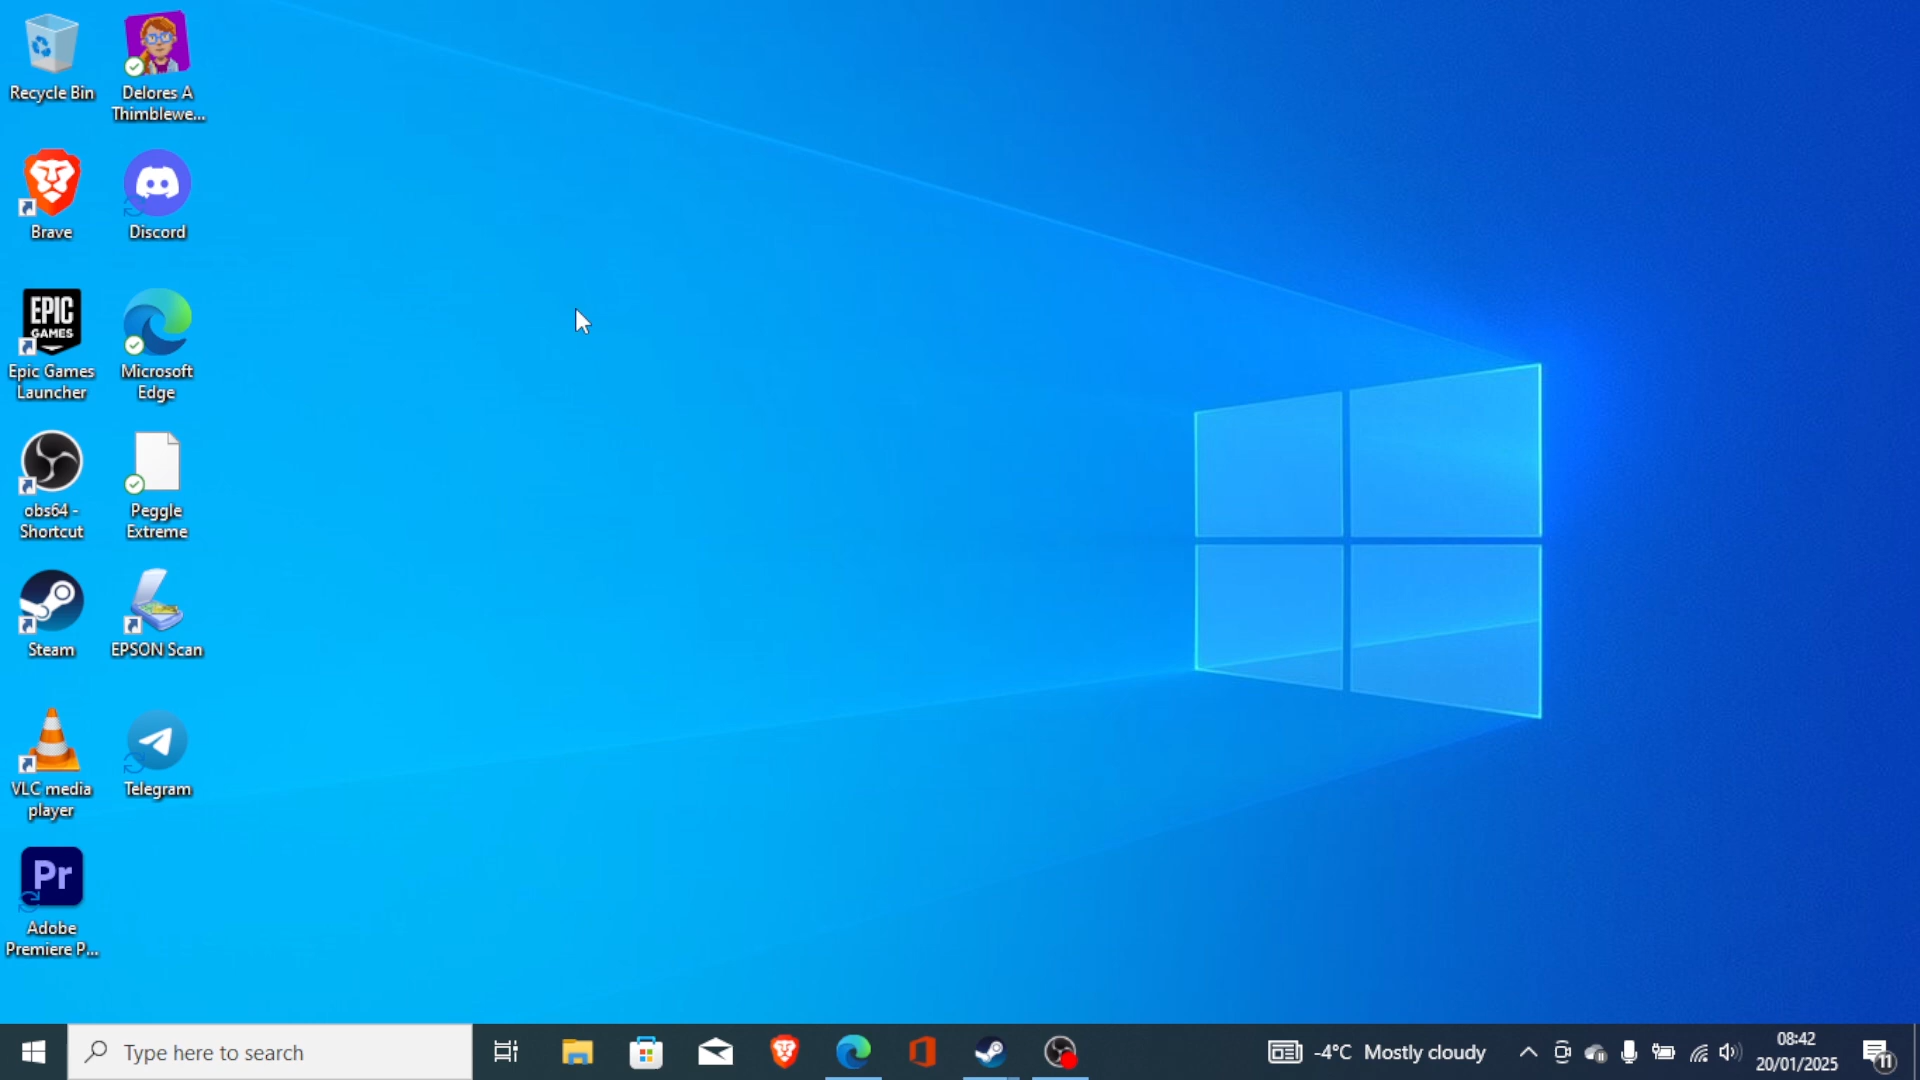 Recycle Bin
Delores A
Thimblewe...
Brave
Discord
EPIC
GAMES
Epic Games
Launcher
Microsoft
Edge
obs64 -
Shortcut
Peggle
Extreme
Steam
EPSON Scan
VLC media
player
Telegram
Pr
Adobe
Premiere P...
Type here to search
-4°C Mostly cloudy
08:42
20/01/2025
11